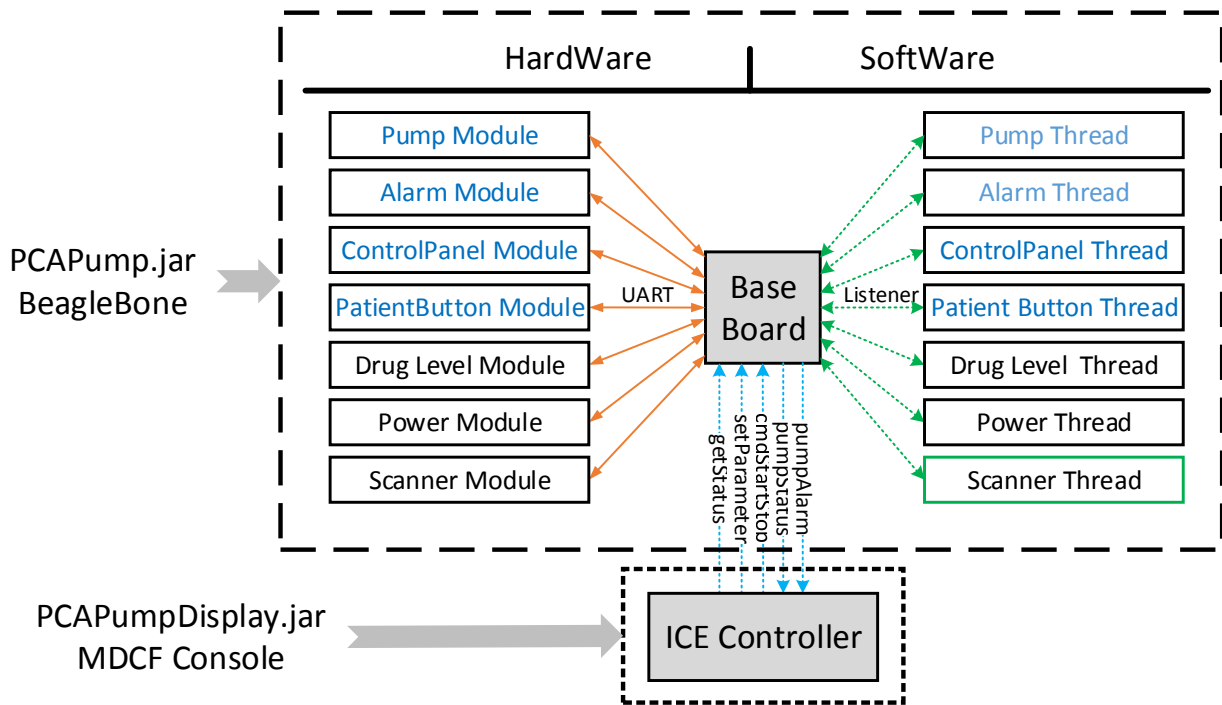 HardWare
SoftWare
Pump Module
Alarm Module
ControlPanel Module
PatientButton Module
Drug Level Module
Power Module
Scanner Module
UART
Base
Board
Listener
Pump Thread
Alarm Thread
ControlPanel Thread
Patient Button Thread
Drug Level Thread
Power Thread
Scanner Thread
PCAPump.jar
BeagleBone
getStatus
setParameter
cmdStartStop
pumpStatus
pumpAlarm
PCAPumpDisplay.jar
MDCF Console
ICE Controller